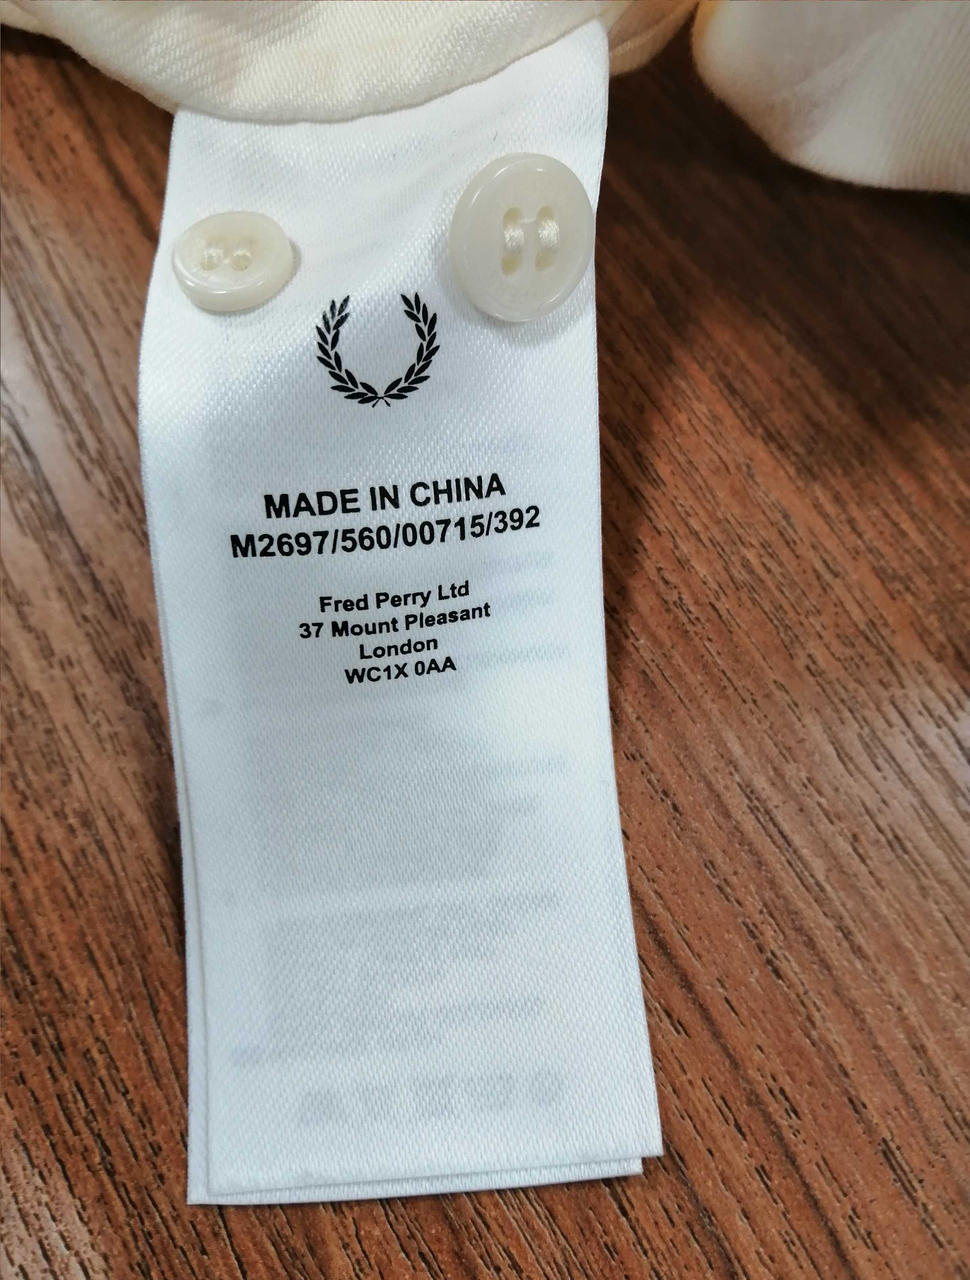 MADE IN CHINA
M2697/560/00715/392
Fred Perry Ltd
37 Mount Pleasant
London
WC1X 0AA